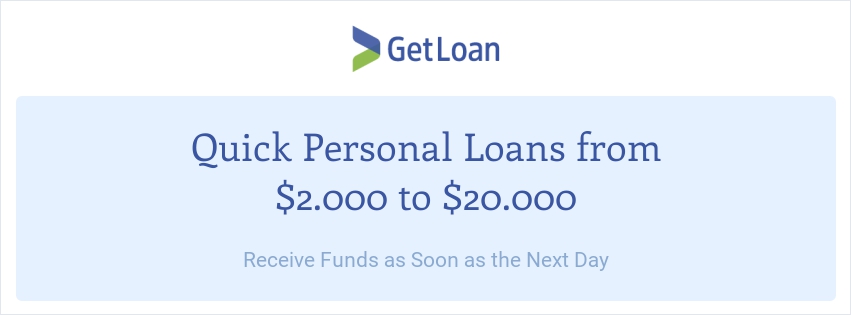 GetLoan
Quick Personal Loans from
$2.000 to $20.000
Receive Funds as Soon as the Next Day